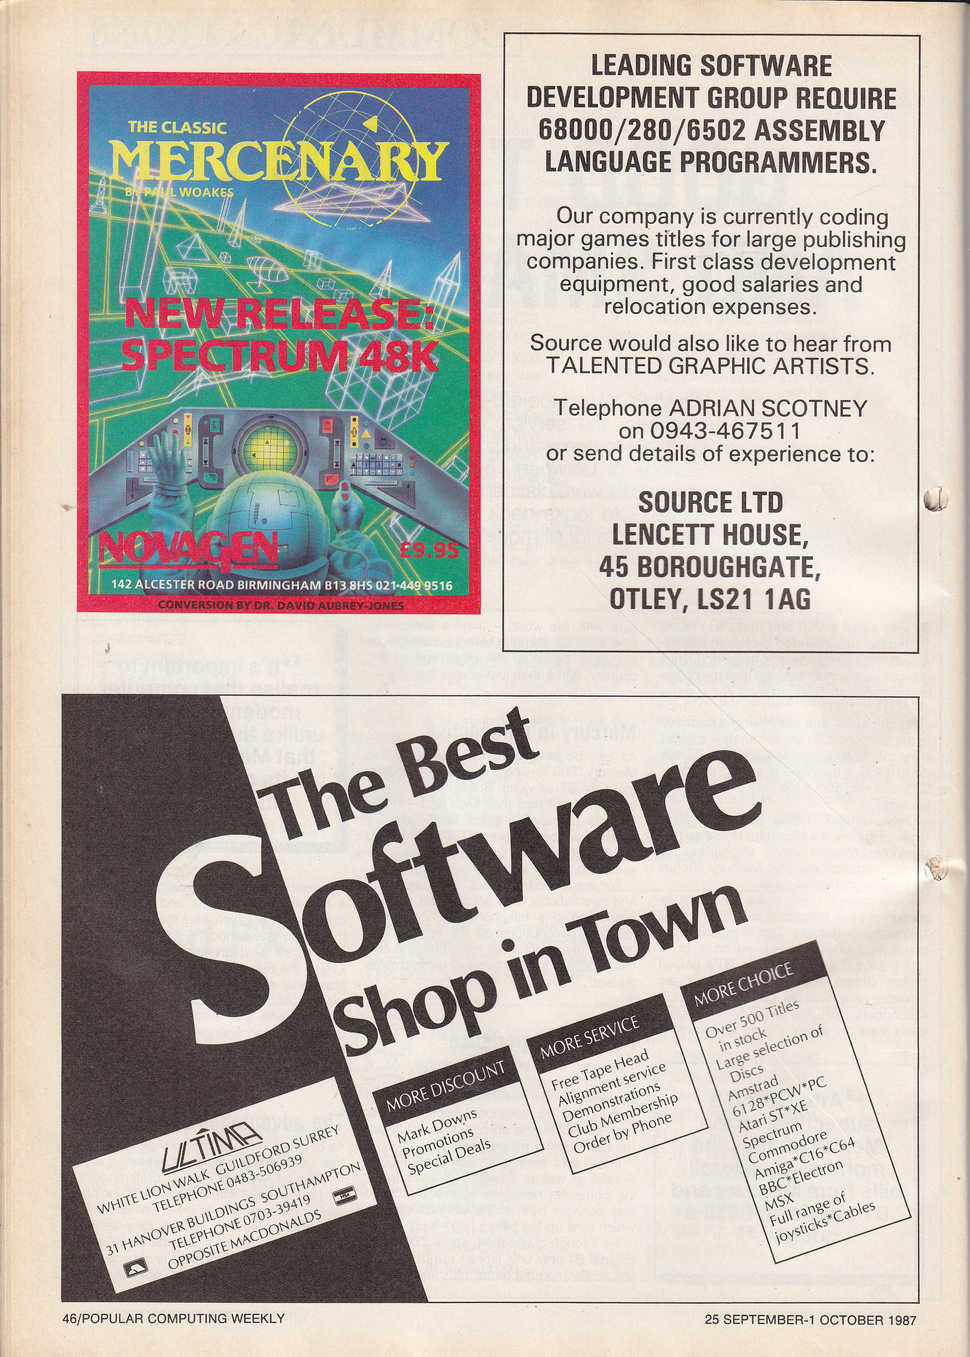 THE CLASSIC
MERCENARY
BY PAUL WOAKES
NEW RELEASE:
SPECTRUM 48K
NOVAGEN
£9.95
142 ALCESTER ROAD BIRMINGHAM B13 8HS 021-449 9516
CONVERSION BY DR. DAVID AUBREY-JONES
LEADING SOFTWARE
DEVELOPMENT GROUP REQUIRE
68000/280/6502 ASSEMBLY
LANGUAGE PROGRAMMERS.
Our company is currently coding
major games titles for large publishing
companies. First class development
equipment, good salaries and
relocation expenses.
Source would also like to hear from
TALENTED GRAPHIC ARTISTS.
Telephone ADRIAN SCOTNEY
on 0943-467511
or send details of experience to:
SOURCE LTD
LENCETT HOUSE,
45 BOROUGHGATE,
OTLEY, LS21 1AG
The Best
Software
Shop in Town
MORE DISCOUNT
Mark Downs
Promotions
Special Deals
MORE SERVICE
Free Tape Head
Alignment service
Demonstrations
Club Membership
Order by Phone
MORE CHOICE
Over 500 Titles
in stock
Large selection of
Discs
Amstrad
6128*PCW*PC
Atari ST*XE
Spectrum
Commodore
Amiga*C16*C64
BBC*Electron
MSX
Full range of
joysticks*Cables
ULTIMA
WHITE LION WALK GUILDFORD SURREY
TELEPHONE 0483-506939
31 HANOVER BUILDINGS SOUTHAMPTON
TELEPHONE 0703-39419
OPPOSITE MACDONALDS
46/POPULAR COMPUTING WEEKLY
25 SEPTEMBER-1 OCTOBER 1987